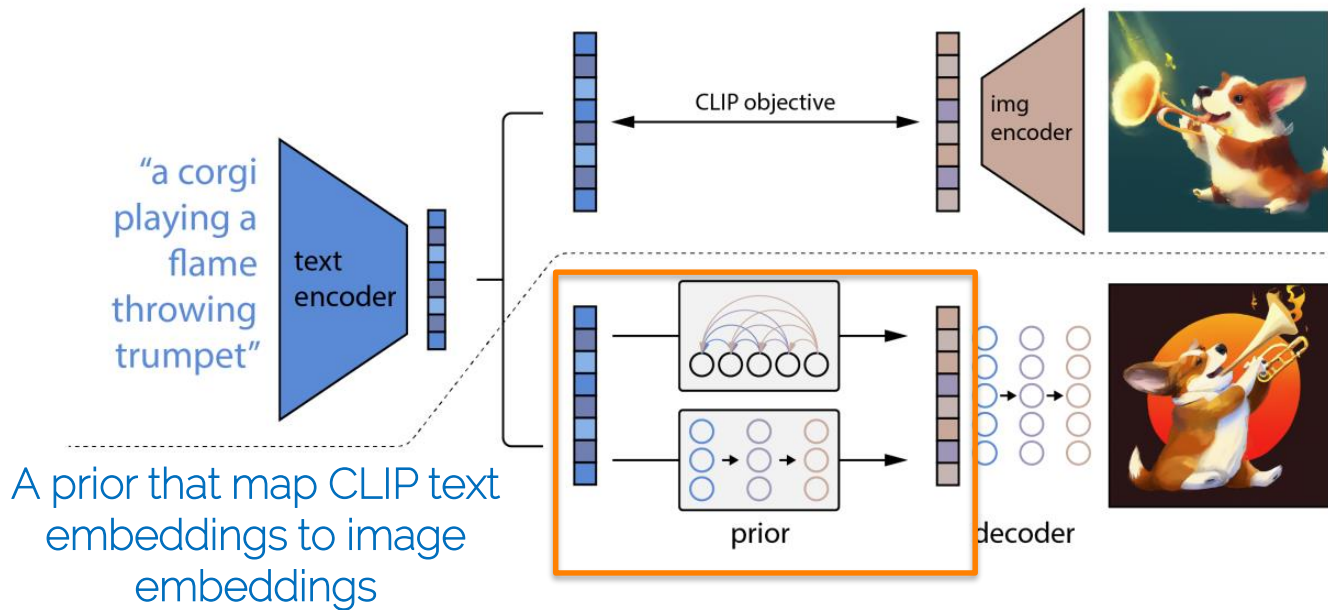 “a corgi
playing a
flame
throwing
trumpet”
text
encoder
CLIP objective
img
encoder
prior
decoder
A prior that map CLIP text
embeddings to image
embeddings